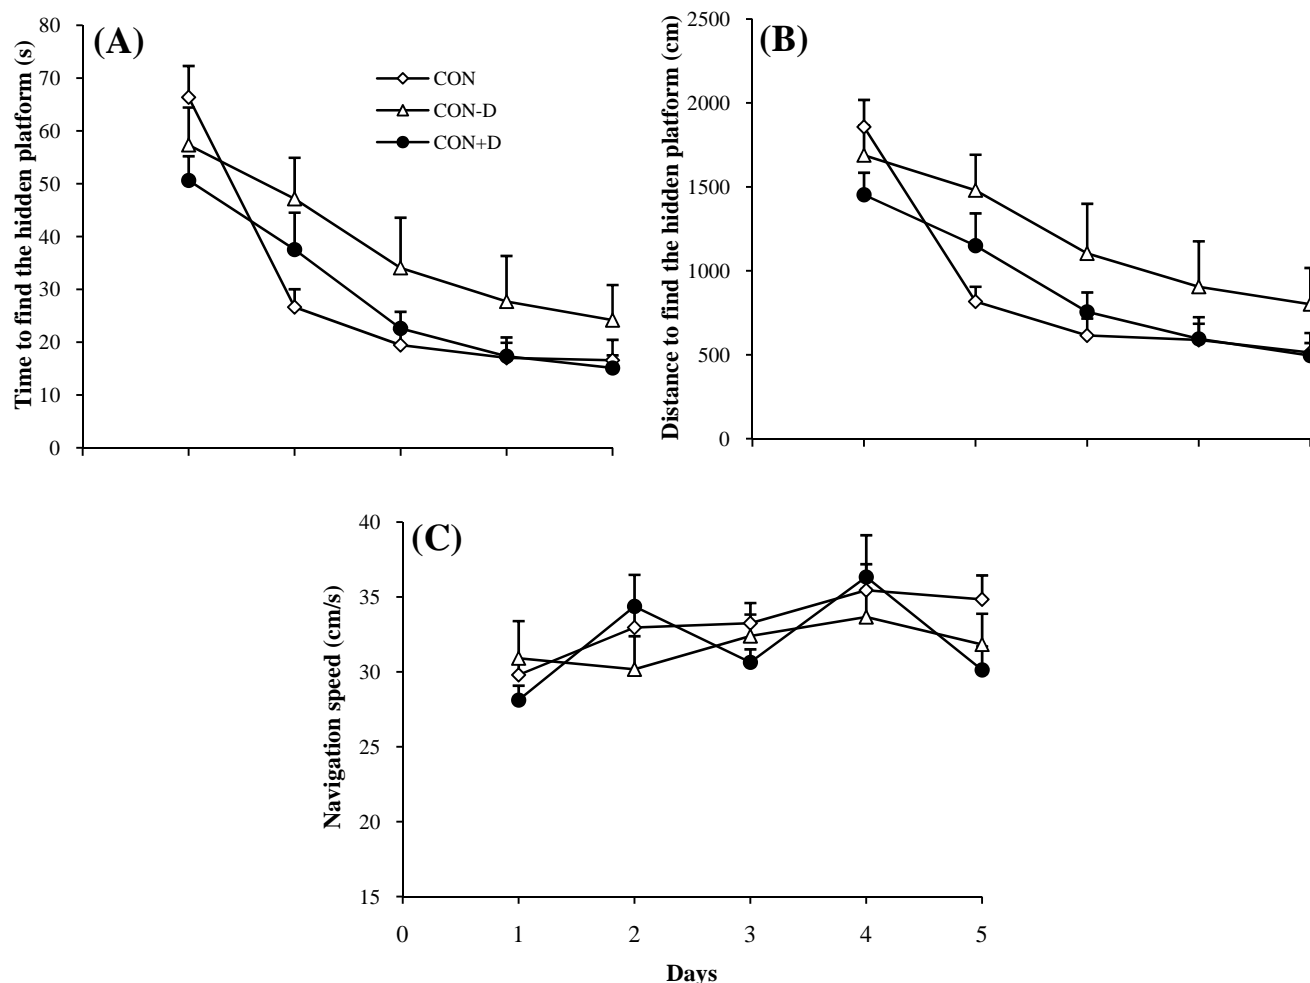 (A)
Time to find the hidden platform (s)
80
70
60
50
40
30
20
10
0
CON
CON-D
CON+D
(B)
Distance to find the hidden platform (cm)
2500
2000
1500
1000
500
0
(C)
Navigation speed (cm/s)
40
35
30
25
20
15
0 1 2 3 4 5
Days